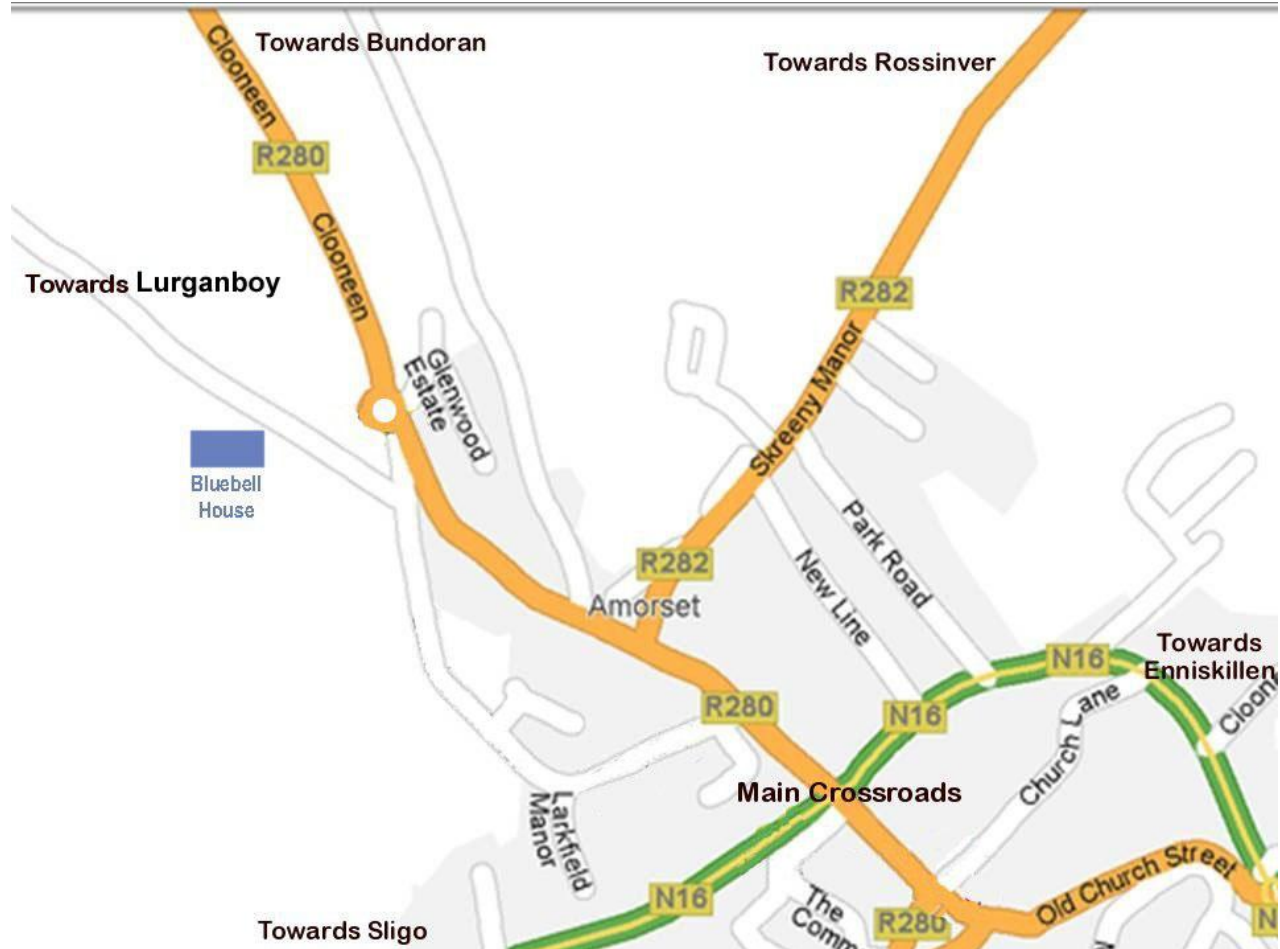 Towards Bundoran
Towards Rossinver
Clooneen
R280
Clooneen
Towards Lurganboy
R282
Skreeny Manor
Glenwood
Estate
Bluebell
House
Park Road
New Line
R282
Amorset
Towards
Enniskillen
N16
R280
N16
Church Lane
Main Crossroads
Larkfield
Manor
N16
The
Old Church Street
R280
Towards Sligo